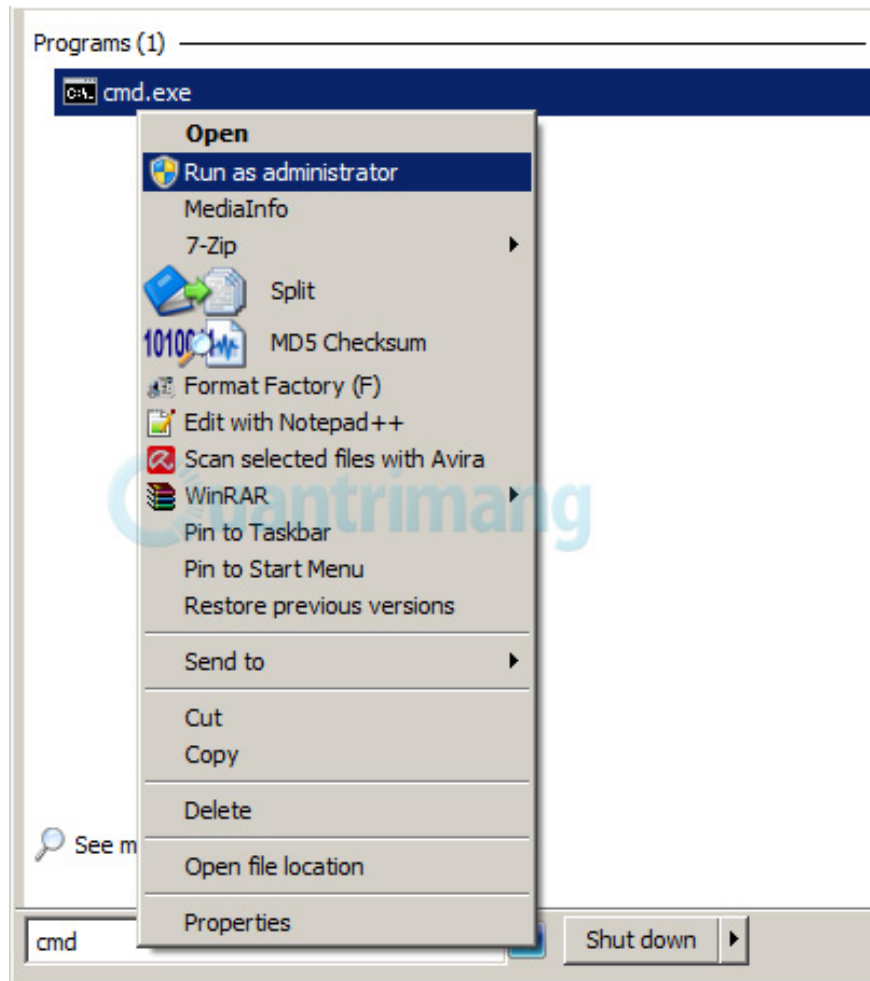 Programs (1)
C:\. cmd.exe
Open
Run as administrator
MediaInfo
7-Zip
Split
MD5 Checksum
Format Factory (F)
Edit with Notepad++
Scan selected files with Avira
WinRAR
Quantrimang
Pin to Taskbar
Pin to Start Menu
Restore previous versions
Send to
Cut
Copy
Delete
See m
Open file location
Properties
cmd
Shut down